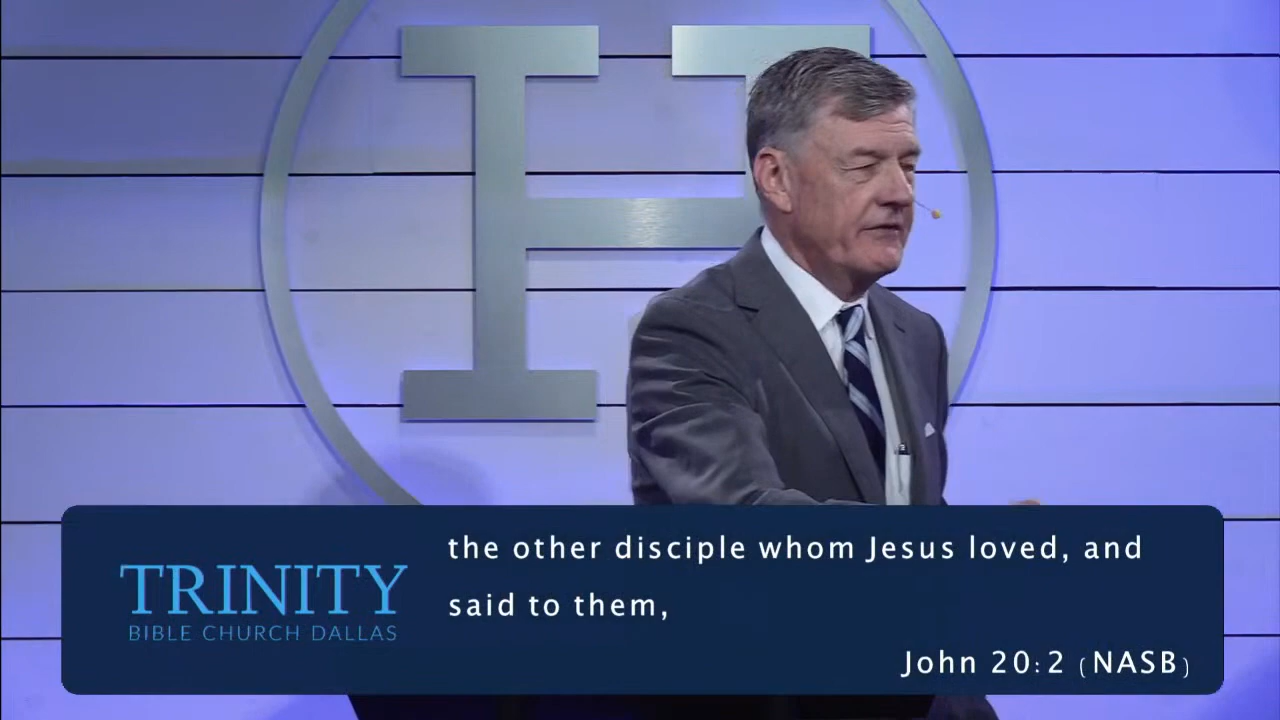 H
the other disciple whom Jesus loved, and
said to them,
TRINITY
BIBLE CHURCH DALLAS
John 20:2 (NASB)